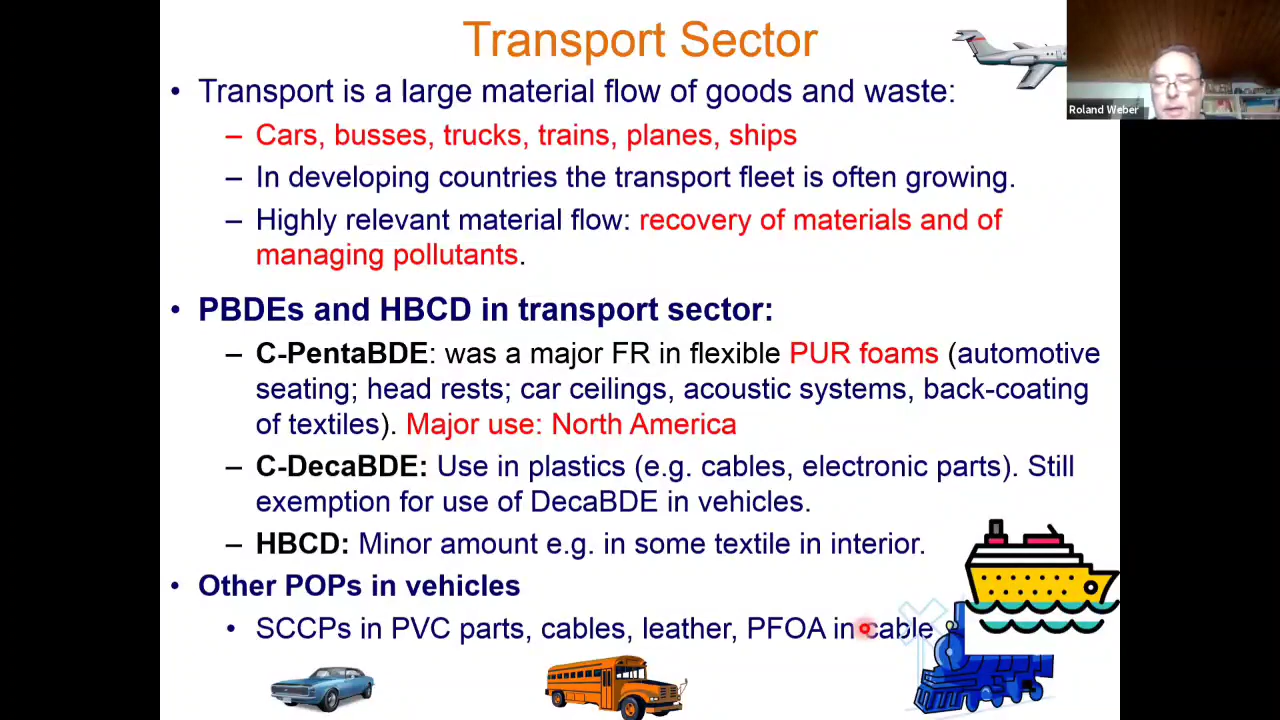 Transport Sector
Roland Weber
• Transport is a large material flow of goods and waste:
– Cars, busses, trucks, trains, planes, ships
– In developing countries the transport fleet is often growing.
– Highly relevant material flow: recovery of materials and of
managing pollutants.
• PBDEs and HBCD in transport sector:
– C-PentaBDE: was a major FR in flexible PUR foams (automotive
seating; head rests; car ceilings, acoustic systems, back-coating
of textiles). Major use: North America
– C-DecaBDE: Use in plastics (e.g. cables, electronic parts). Still
exemption for use of DecaBDE in vehicles.
– HBCD: Minor amount e.g. in some textile in interior.
• Other POPs in vehicles
• SCCPs in PVC parts, cables, leather, PFOA in cable